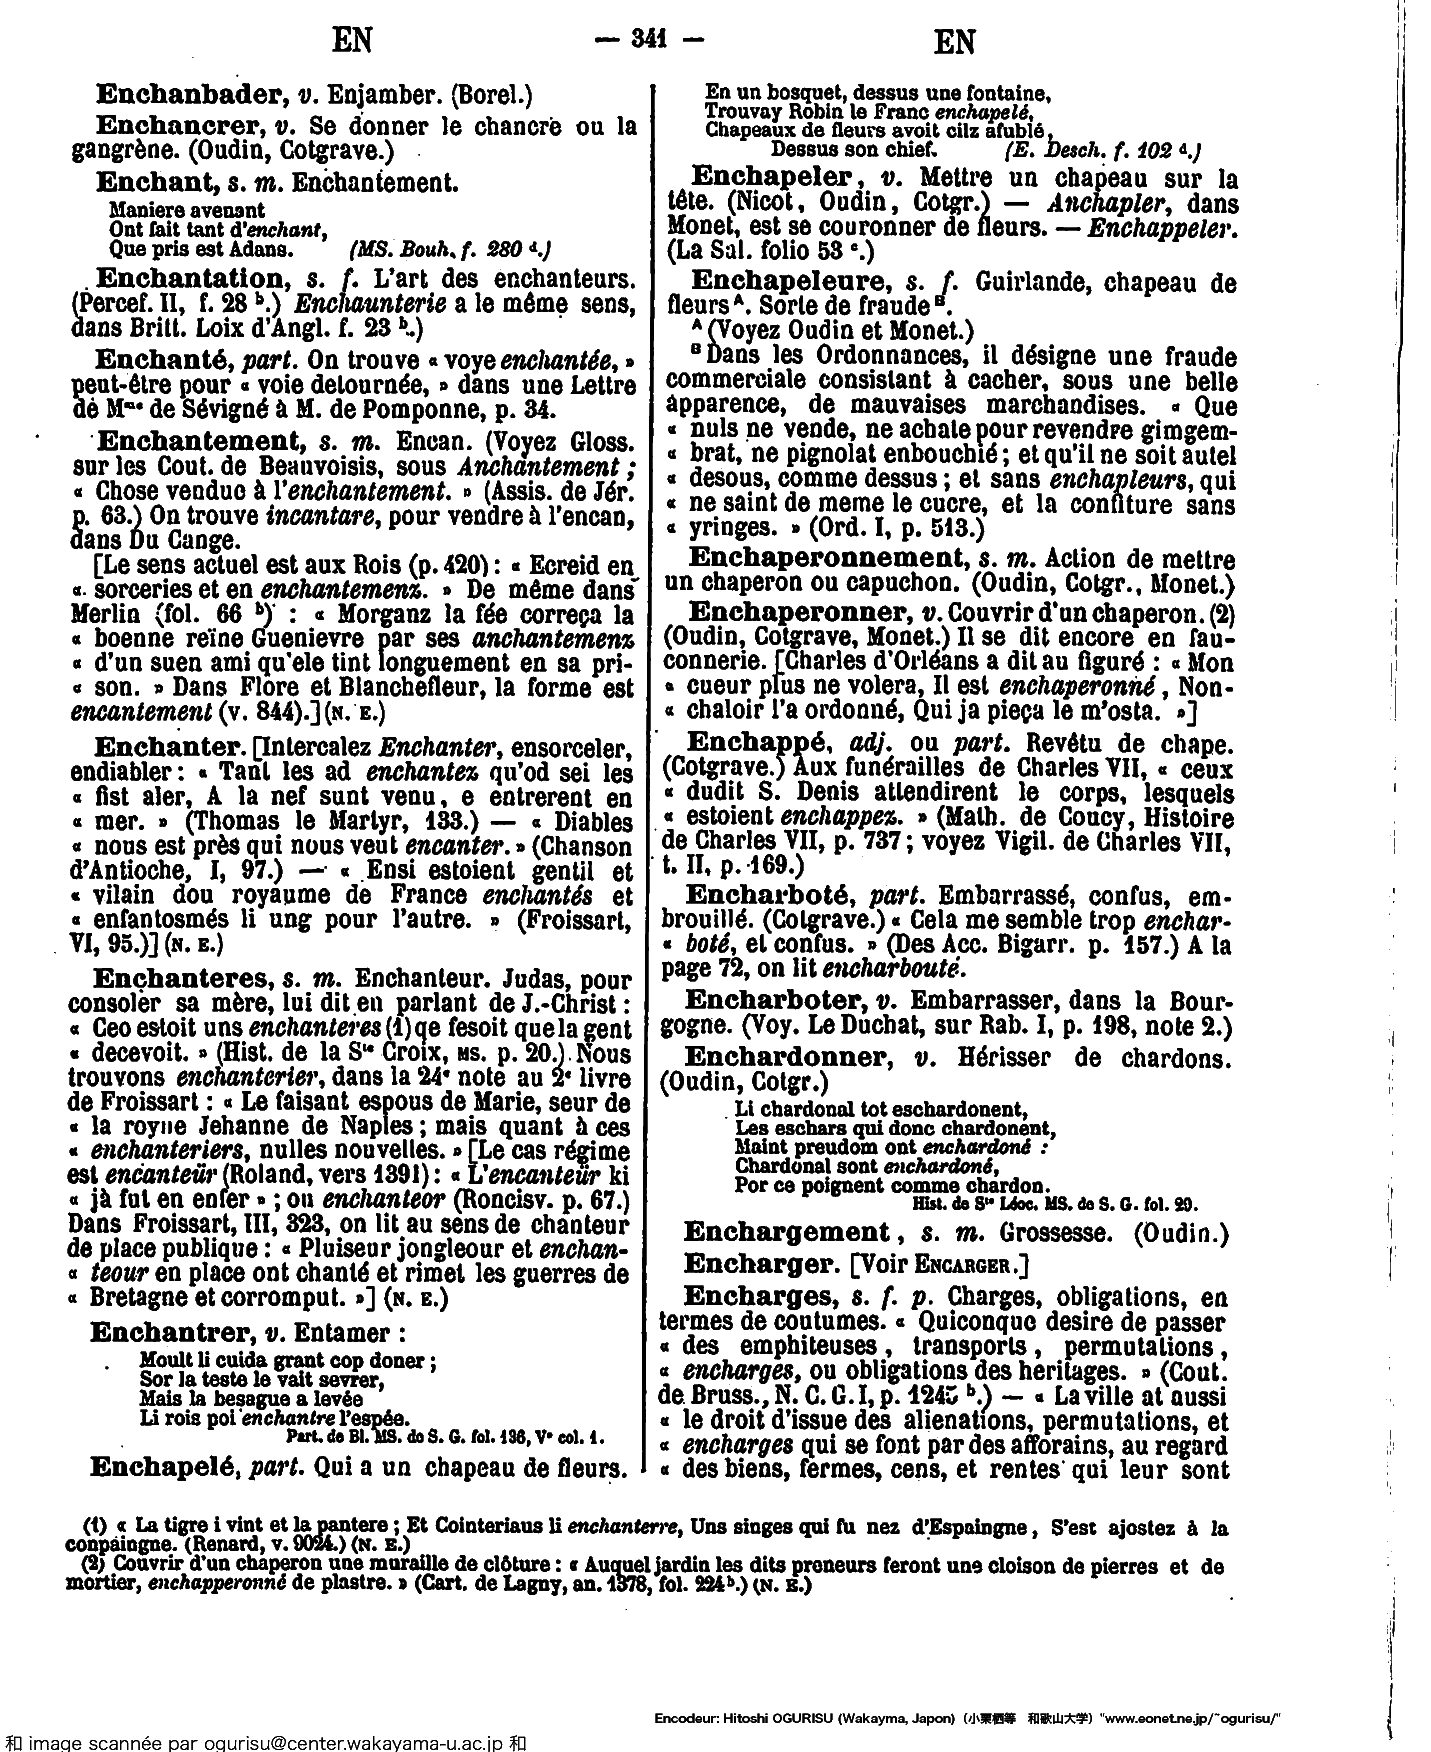 EN — 341 — EN
Enchanbader, v. Enjamber. (Borel.)
Enchancrer, v. Se donner le chancre ou la
gangrène. (Oudin, Cotgrave.)
Enchant, s. m. Enchantement.
Maniere avenant
Ont fait tant d'enchant,
Que pris est Adans. (MS. Bouh. f. 280 d.)
Enchantation, s. f. L'art des enchanteurs.
(Percef. II, f. 28 b.) Enchaunterie a le même sens,
dans Britt. Loix d'Angl. f. 23 b.)
Enchanté, part. On trouve « voye enchantée, »
peut-être pour « voie detournée, » dans une Lettre
de Mme de Sévigné à M. de Pomponne, p. 34.
Enchantement, s. m. Encan. (Voyez Gloss.
sur les Cout. de Beauvoisis, sous Anchantement ;
« Chose vendue à l'enchantement. » (Assis. de Jér.
p. 63.) On trouve incantare, pour vendre à l'encan,
dans Du Cange.
[Le sens actuel est aux Rois (p. 420) : « Ecreid en
« sorceries et en enchantemenz. » De même dans
Merlin (fol. 66 b) : « Morganz la fée correça la
« boenne reïne Guenievre par ses anchantemenz
« d'un suen ami qu'ele tint longuement en sa pri-
« son. » Dans Flore et Blanchefleur, la forme est
encantement (v. 844).] (N. E.)
Enchanter. [Intercalez Enchanter, ensorceler,
endiabler : « Tant les ad enchantez qu'od sei les
« fist aler, A la nef sunt venu, e entrerent en
« mer. » (Thomas le Martyr, 133.) — « Diables
« nous est près qui nous veut encanter. » (Chanson
d'Antioche, I, 97.) — « Ensi estoient gentil et
« vilain dou royaume de France enchantés et
« enfantosmés li ung pour l'autre. » (Froissart,
VI, 95.)] (N. E.)
Enchanteres, s. m. Enchanteur. Judas, pour
consoler sa mère, lui dit en parlant de J.-Christ :
« Ceo estoit uns enchanteres (1) qe fesoit que la gent
« decevoit. » (Hist. de la Ste Croix, MS. p. 20.) Nous
trouvons enchanterier, dans la 24e note au 2e livre
de Froissart : « Le faisant espous de Marie, seur de
« la royne Jehanne de Naples ; mais quant à ces
« enchanteriers, nulles nouvelles. » [Le cas régime
est encanteür (Roland, vers 1391) : « L'encanteür ki
« jà fut en enfer » ; ou enchanteor (Roncisv. p. 67.)
Dans Froissart, III, 323, on lit au sens de chanteur
de place publique : « Pluiseur jongleour et enchan-
« teour en place ont chanté et rimet les guerres de
« Bretagne et corromput. »] (N. E.)
Enchantrer, v. Entamer :
Moult li cuida grant cop doner ;
Sor la teste le vait sevrer,
Mais la besague a levée
Li rois poi enchantre l'espée.
Part. de Bl. MS. de S. G. fol. 136, Vo col. 1.
Enchapelé, part. Qui a un chapeau de fleurs.
En un bosquet, dessus une fontaine,
Trouvay Robin le Franc enchapelé,
Chapeaux de fleurs avoit cilz afublé,
Dessus son chief. (E. Desch. f. 102 d.)
Enchapeler, v. Mettre un chapeau sur la
tête. (Nicot, Oudin, Cotgr.) — Anchapler, dans
Monet, est se couronner de fleurs. — Enchappeler.
(La Sal. folio 53 c.)
Enchapeleure, s. f. Guirlande, chapeau de
fleurs A. Sorte de fraude B.
A (Voyez Oudin et Monet.)
B Dans les Ordonnances, il désigne une fraude
commerciale consistant à cacher, sous une belle
apparence, de mauvaises marchandises. « Que
« nuls ne vende, ne achate pour revendre gimgem-
« brat, ne pignolat enbouchié ; et qu'il ne soit autel
« desous, comme dessus ; et sans enchapleurs, qui
« ne saint de meme le cucre, et la confiture sans
« yringes. » (Ord. I, p. 513.)
Enchaperonnement, s. m. Action de mettre
un chaperon ou capuchon. (Oudin, Cotgr., Monet.)
Enchaperonner, v. Couvrir d'un chaperon. (2)
(Oudin, Cotgrave, Monet.) Il se dit encore en fau-
connerie. [Charles d'Orléans a dit au figuré : « Mon
« cueur plus ne volera, Il est enchaperonné, Non-
« chaloir l'a ordonné, Qui ja pieça le m'osta. »]
Enchappé, adj. ou part. Revêtu de chape.
(Cotgrave.) Aux funérailles de Charles VII, « ceux
« dudit S. Denis attendirent le corps, lesquels
« estoient enchappez. » (Math. de Coucy, Histoire
de Charles VII, p. 737 ; voyez Vigil. de Charles VII,
t. II, p. 169.)
Encharboté, part. Embarrassé, confus, em-
brouillé. (Cotgrave.) « Cela me semble trop enchar-
« boté, et confus. » (Des Acc. Bigarr. p. 157.) A la
page 72, on lit encharbouté.
Encharboter, v. Embarrasser, dans la Bour-
gogne. (Voy. Le Duchat, sur Rab. I, p. 198, note 2.)
Enchardonner, v. Hérisser de chardons.
(Oudin, Cotgr.)
Li chardonal tot eschardonent,
Les eschars qui donc chardonent,
Maint preudom ont enchardoné :
Chardonal sont enchardoné,
Por ce poignent comme chardon.
Hist. de Ste Léoc. MS. de S. G. fol. 29.
Enchargement, s. m. Grossesse. (Oudin.)
Encharger. [Voir ENCARGER.]
Encharges, s. f. p. Charges, obligations, en
termes de coutumes. « Quiconque desire de passer
« des emphiteuses, transports, permutations,
« encharges, ou obligations des heritages. » (Cout.
de Bruss., N. C. G. I, p. 1245 b.) — « La ville at aussi
« le droit d'issue des alienations, permutations, et
« encharges qui se font par des afforains, au regard
« des biens, fermes, cens, et rentes qui leur sont
(1) « La tigre i vint et la pantere ; Et Cointeriaus li enchanterre, Uns singes qui fu nez d'Espaingne, S'est ajostez à la
conpaingne. (Renard, v. 9024.) (N. E.)
(2) Couvrir d'un chaperon une muraille de clôture : « Auquel jardin les dits preneurs feront une cloison de pierres et de
mortier, enchapperonné de plastre. » (Cart. de Lagny, an. 1378, fol. 224 b.) (N. E.)
Encodeur: Hitoshi OGURISU (Wakayma, Japon) (小栗栖等 和歌山大学) "www.eonet.ne.jp/~ogurisu/"
和 image scannée par ogurisu@center.wakayama-u.ac.jp 和